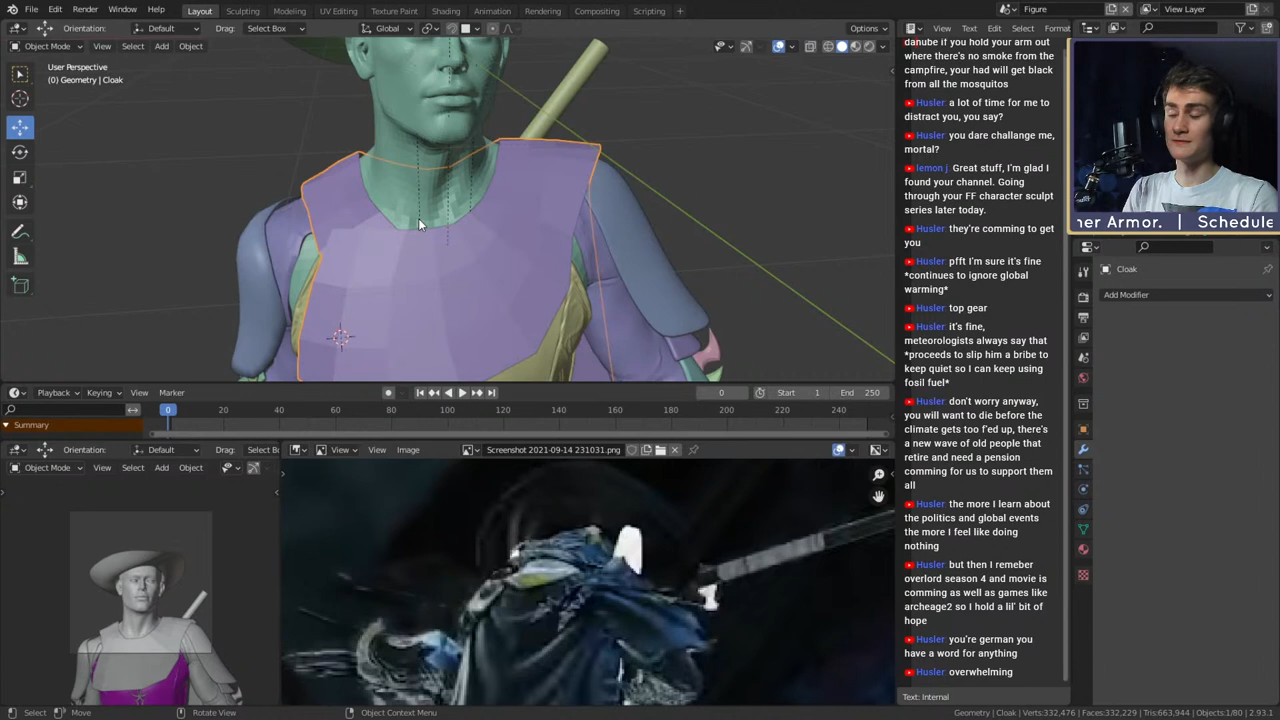 File Edit Render Window Help Layout Sculpting Modeling UV Editing Texture Paint Shading Animation Rendering Compositing Scripting + Figure View Layer
Orientation: Default Drag: Select Box Global Options View Text Edit Format
Object Mode View Select Add Object
User Perspective
(0) Geometry | Cloak
danube if you hold your arm out
where there's no smoke from the
campfire, your had will get black
from all the mosquitos
Husler a lot of time for me to
distract you, you say?
Husler you dare challange me,
mortal?
lemon j Great stuff, I'm glad I
found your channel. Going
through your FF character sculpt
series later today.
Husler they're comming to get
you
Husler pfft I'm sure it's fine
*continues to ignore global
warming*
Husler top gear
Husler it's fine,
meteorologists always say that
*proceeds to slip him a bribe to
keep quiet so I can keep using
fosil fuel*
Husler don't worry anyway,
you will want to die before the
climate gets too f'ed up, there's
a new wave of old people that
retire and need a pension
comming for us to support them
all
Husler the more I learn about
the politics and global events
the more I feel like doing
nothing
Husler but then I remeber
overlord season 4 and movie is
comming as well as games like
archeage2 so I hold a lil' bit of
hope
Husler you're german you
have a word for anything
Husler overwhelming
Text: Internal
ner Armor. | Schedule
Cloak
Add Modifier
Playback Keying View Marker 0 Start 1 End 250
0 20 40 60 80 100 120 140 160 180 200 220 240
Summary
Orientation: Default Drag: Select Bo View View Image Screenshot 2021-09-14 231031.png
Object Mode View Select Add Object
Select Move Rotate View Object Context Menu Geometry | Cloak | Verts:332,476 | Faces:332,229 | Tris:663,944 | Objects:1/80 | 2.93.1